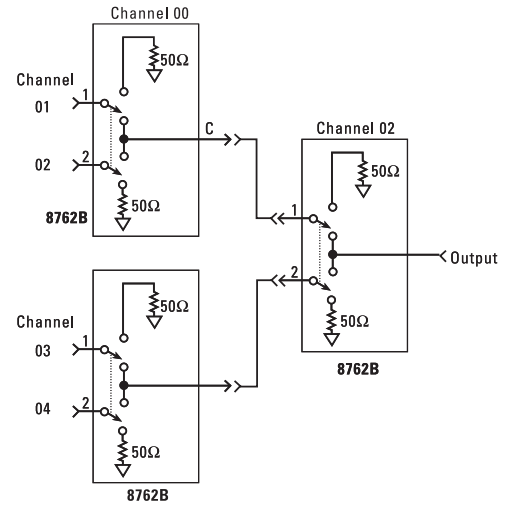 Channel 00
50Ω
Channel
01
1
02
2
C
50Ω
8762B
Channel 02
50Ω
1
2
Output
50Ω
8762B
50Ω
Channel
03
1
04
2
50Ω
8762B